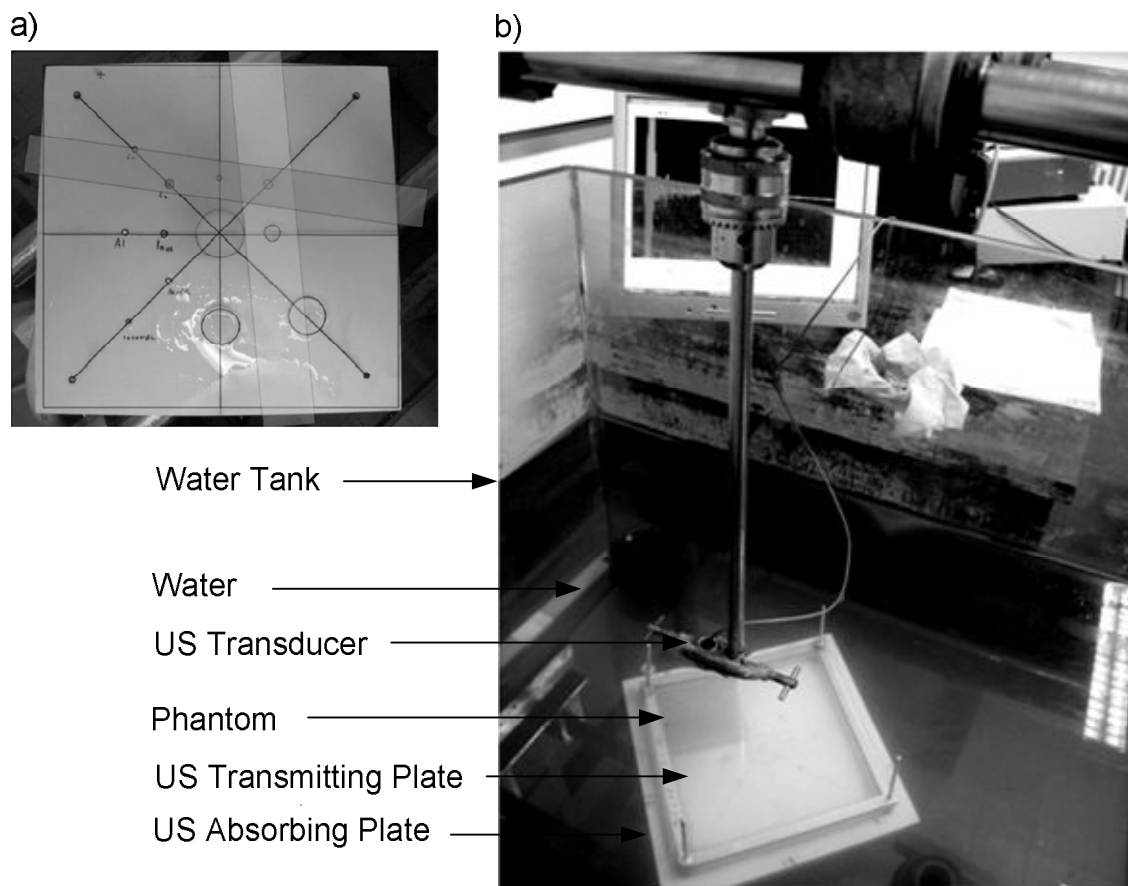 a)
b)
Al
Water Tank
Water
US Transducer
Phantom
US Transmitting Plate
US Absorbing Plate